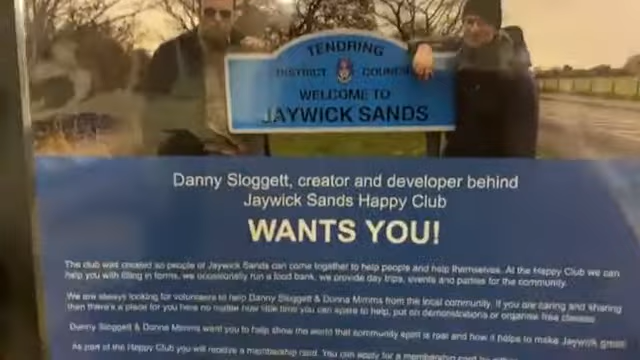 TENDRING
DISTRICT COUNCIL
WELCOME TO
JAYWICK SANDS
Danny Sloggett, creator and developer behind
Jaywick Sands Happy Club
WANTS YOU!
The club was created so people of Jaywick Sands can come together to help people and help themselves. At the Happy Club we can
help you with filling in forms, we occasionally run a food bank, we provide day trips, events and parties for the community.
We are always looking for volunteers to help Danny Sloggett & Donna Mimms from the local community. If you are caring and sharing
then there's a place for you here no matter how little time you can spare to help, put on demonstrations or organise free classes
Danny Sloggett & Donna Mimms want you to help show the world that community spirit is real and how it helps to make Jaywick great
As part of the Happy Club you will receive a membership card. You can apply for a membership card by